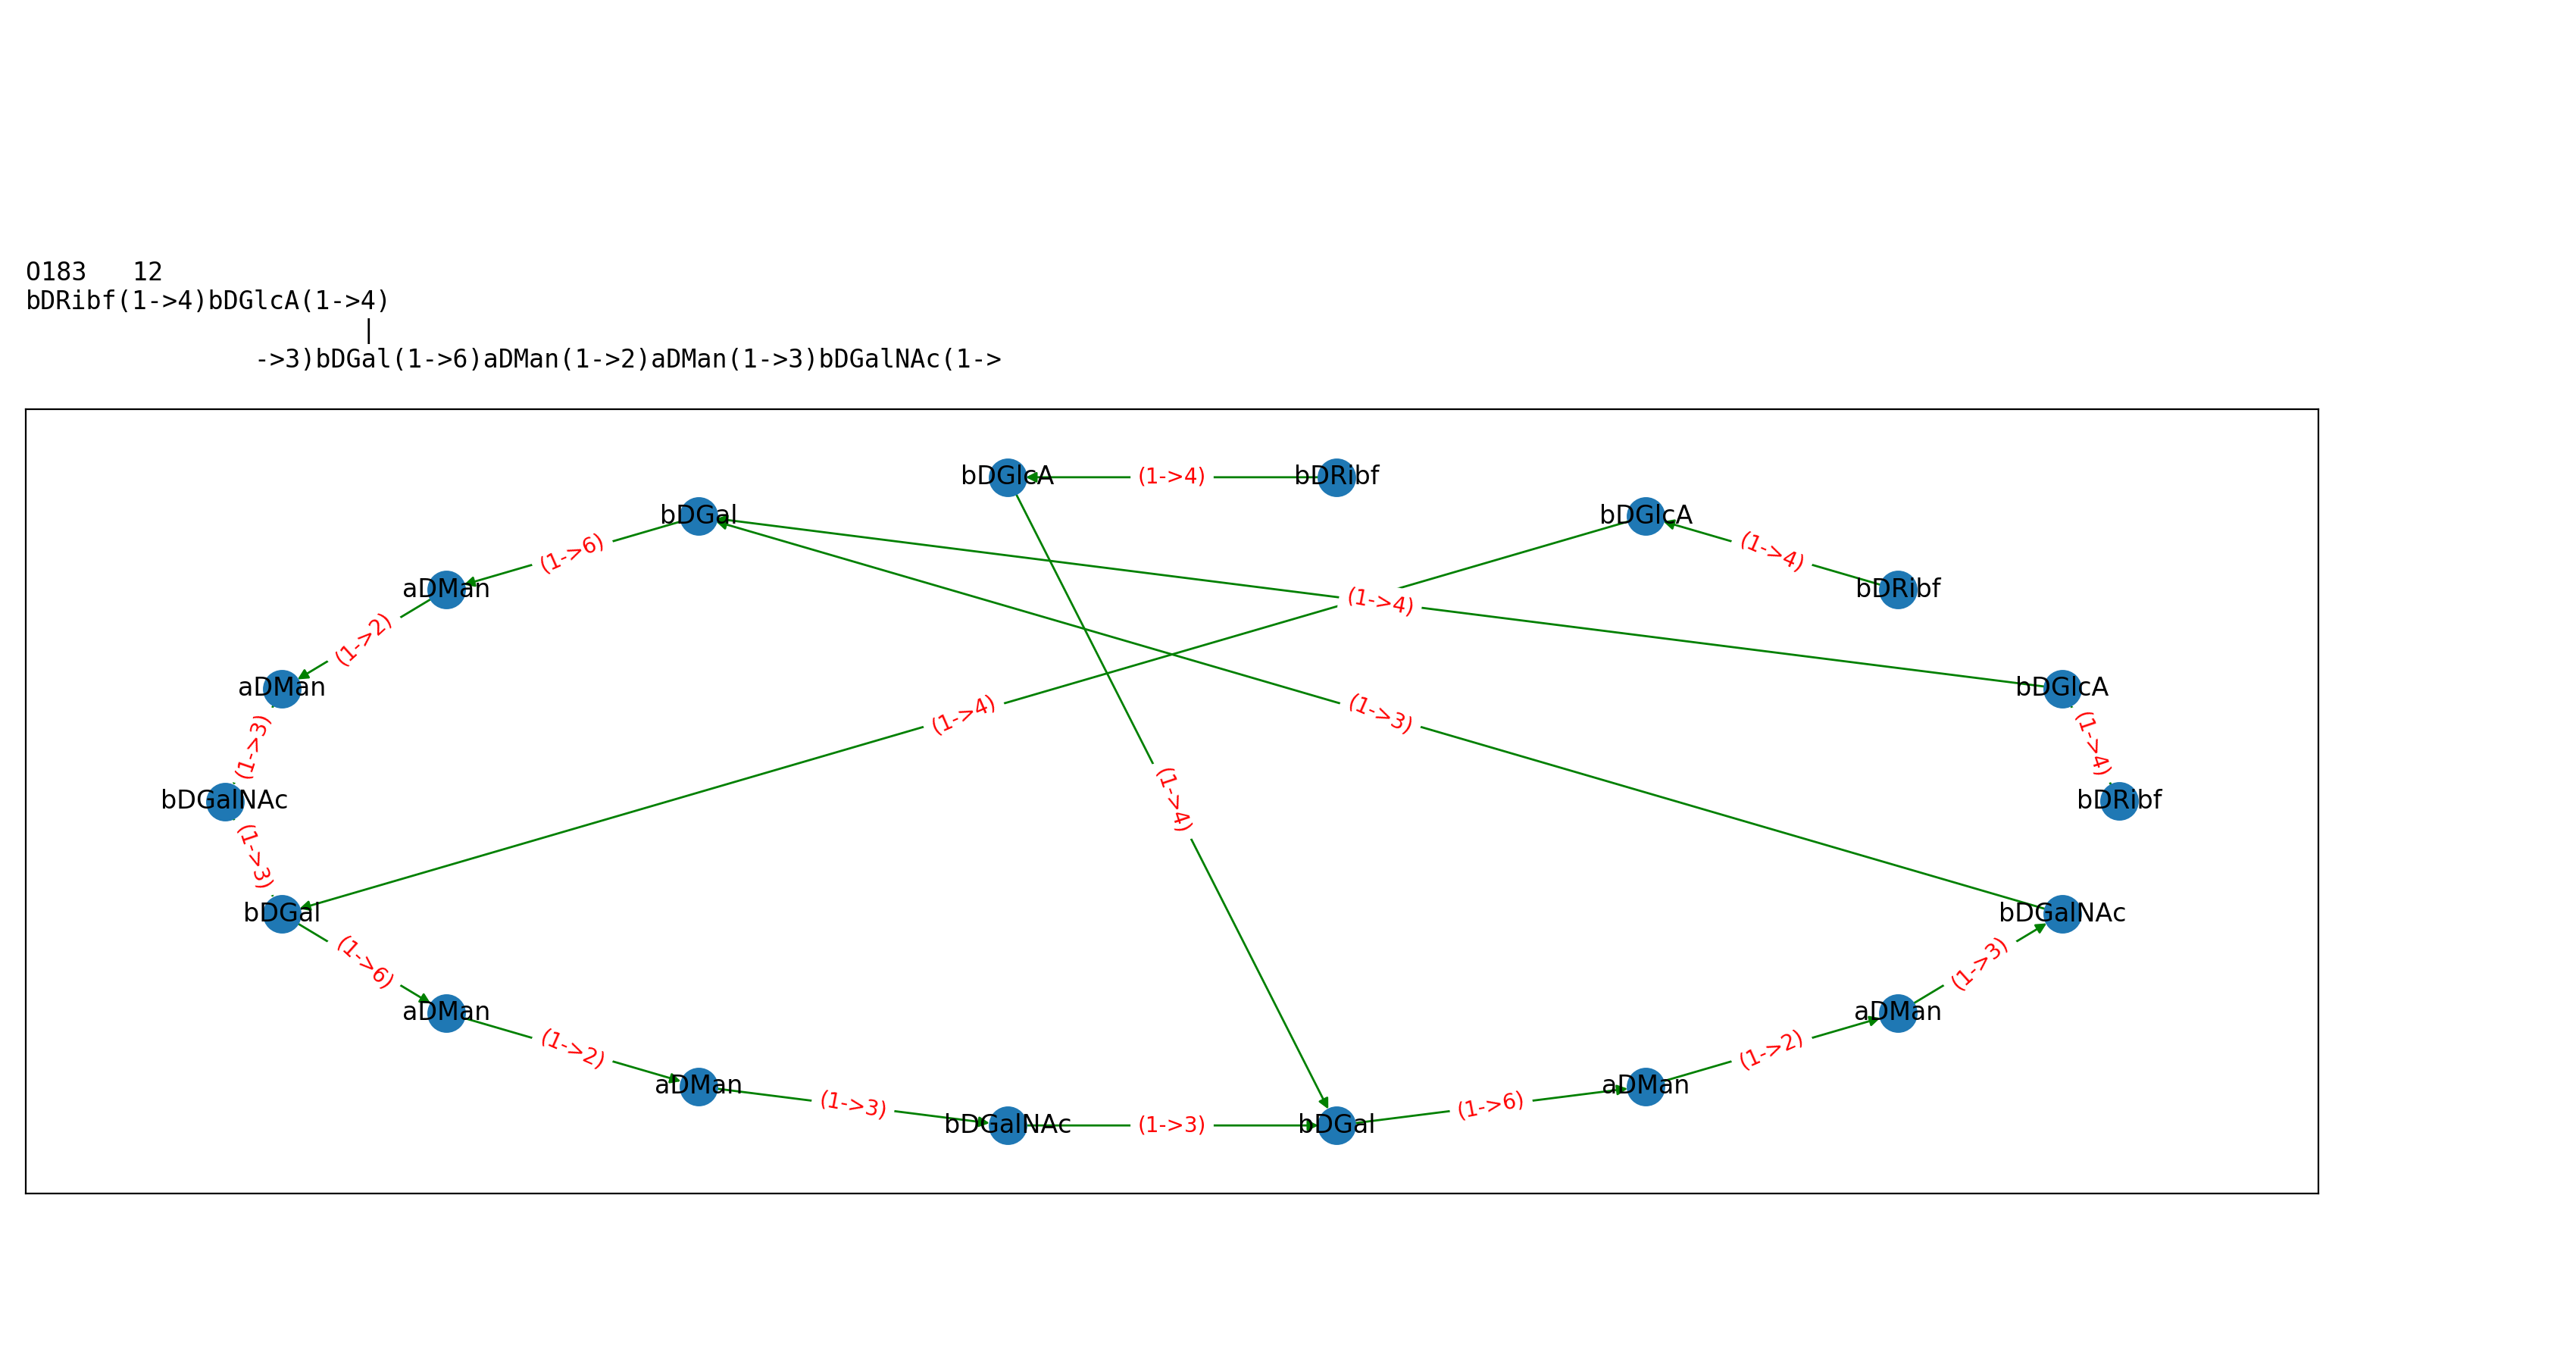 O183   12
bDRibf(1->4)bDGlcA(1->4)
|
->3)bDGal(1->6)aDMan(1->2)aDMan(1->3)bDGalNAc(1->
bDGlcA (1->4) bDRibf
bDGal bDGlcA
(1->6) (1->4)
aDMan (1->4) bDRibf
(1->2)
aDMan bDGlcA
(1->4) (1->3)
(1->3) (1->4)
bDGalNAc (1->4) bDRibf
(1->3)
bDGal bDGalNAc
(1->6) (1->3)
aDMan aDMan
(1->2) (1->2)
aDMan aDMan
(1->3) (1->6)
bDGalNAc (1->3) bDGal